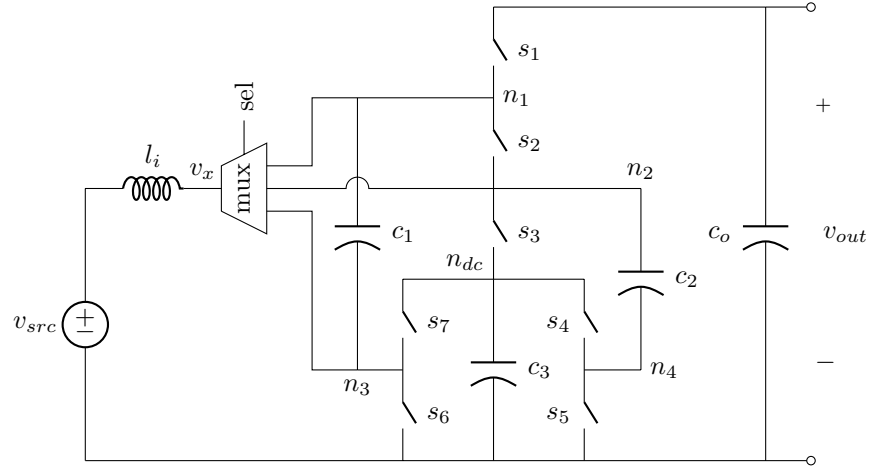 s1
sel
n1
+
s2
li
vx
mux
n2
c1
s3
co
vout
ndc
c2
vsrc
+
−
s7
s4
n3
c3
n4
−
s6
s5